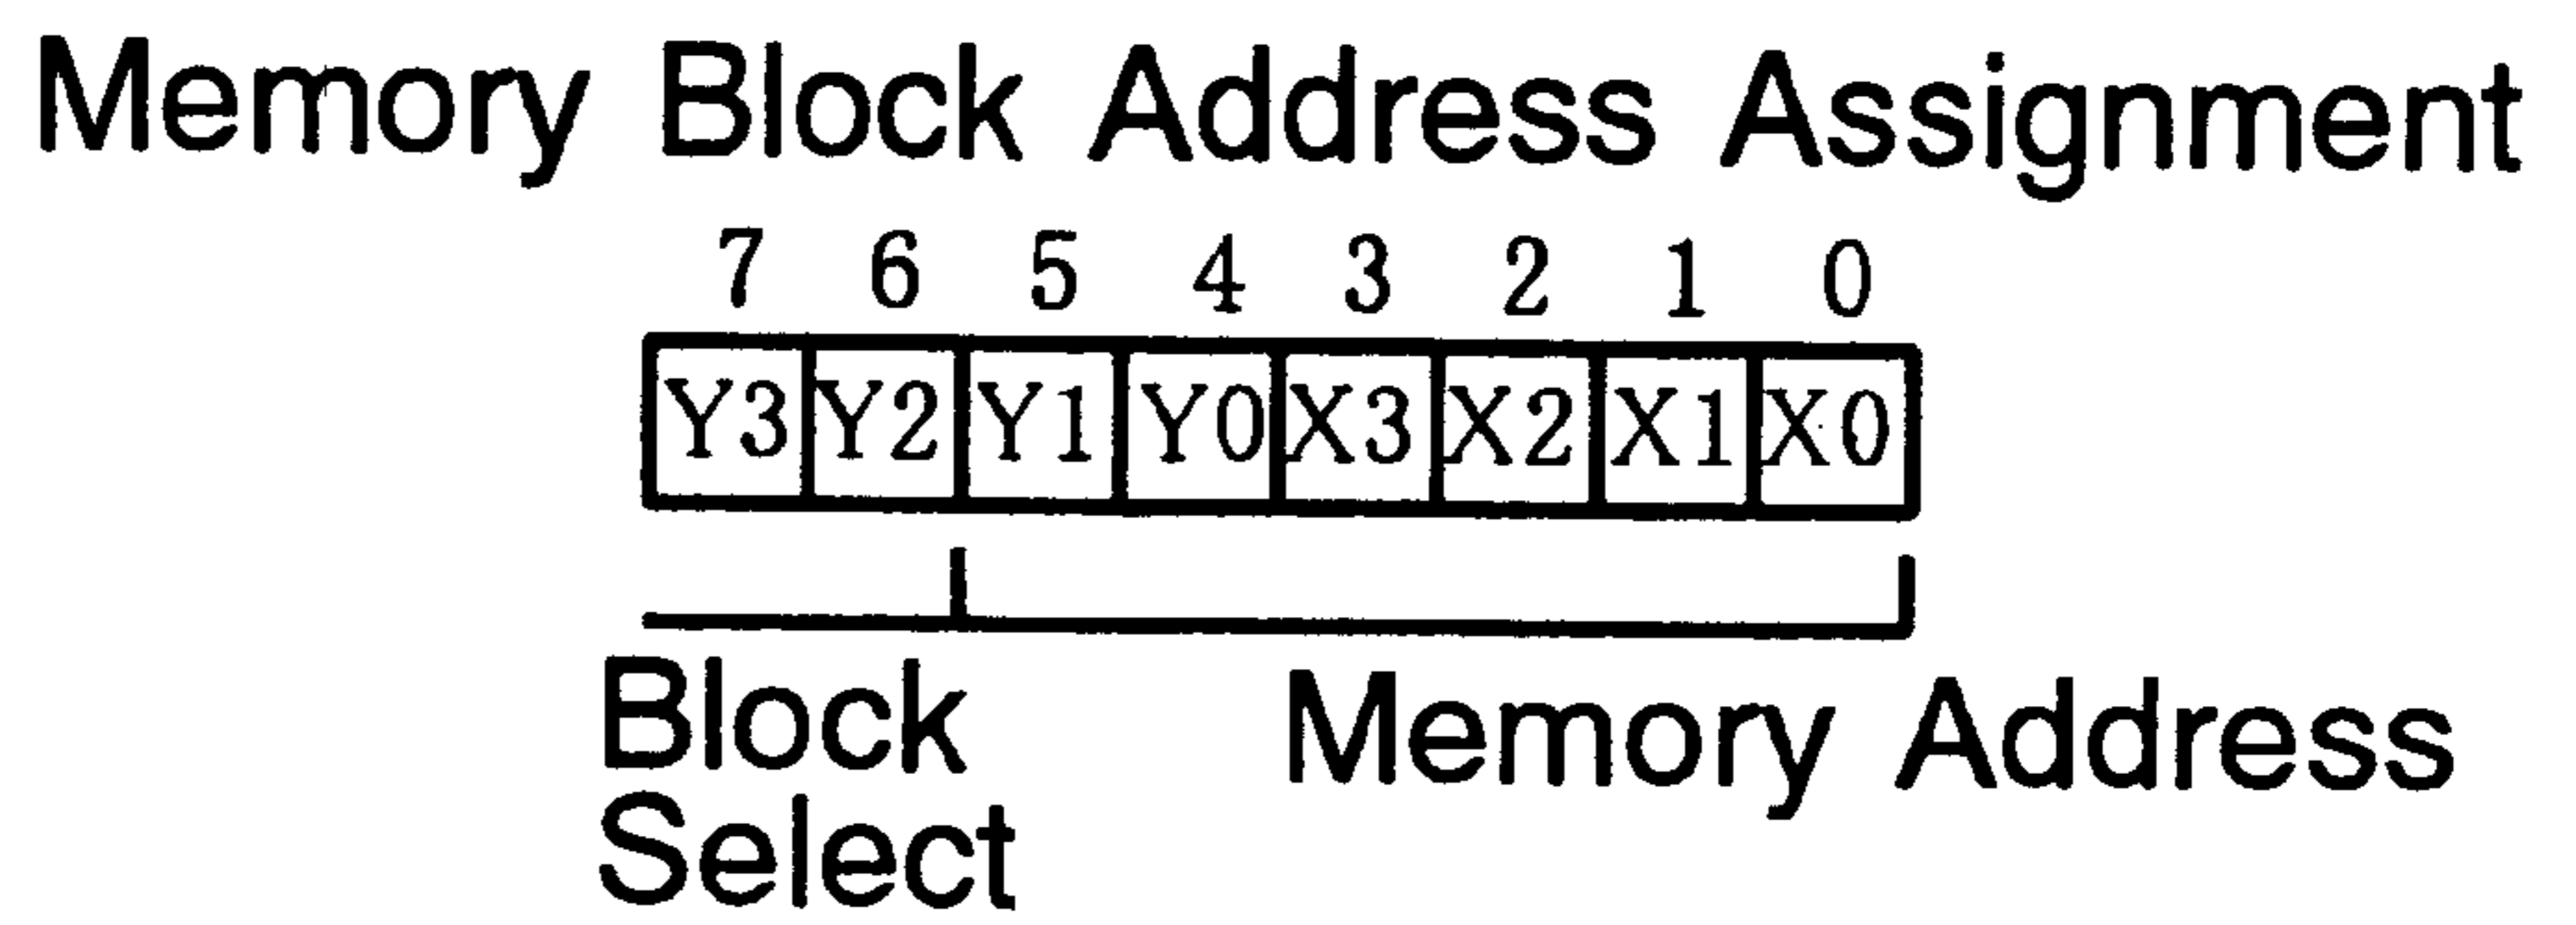 Memory Block Address Assignment
7 6 5 4 3 2 1 0
Y3 Y2 Y1 Y0 X3 X2 X1 X0
Block Select
Memory Address